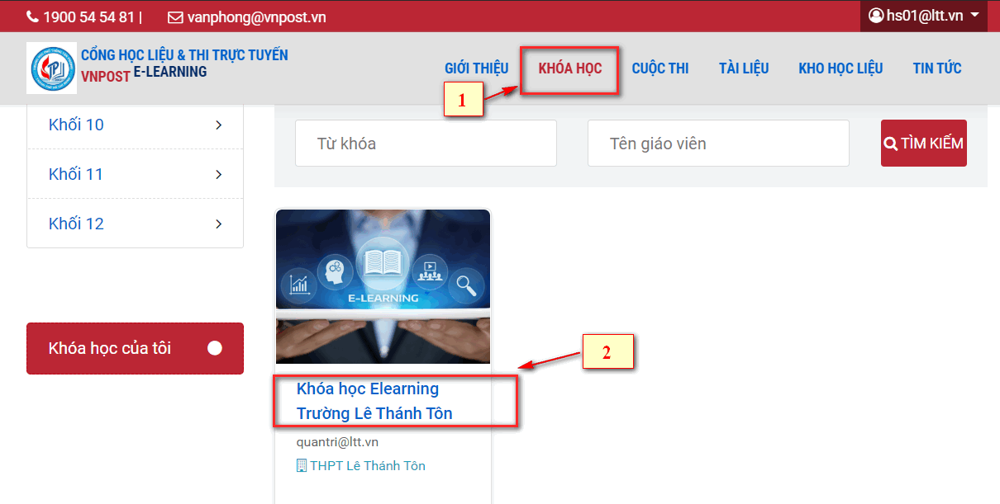 1900 54 54 81 | vanphong@vnpost.vn hs01@ltt.vn
CỔNG HỌC LIỆU & THI TRỰC TUYẾN
VNPOST E-LEARNING
GIỚI THIỆU KHÓA HỌC CUỘC THI TÀI LIỆU KHO HỌC LIỆU TIN TỨC
1
Khối 10
Khối 11
Khối 12
Khóa học của tôi
Từ khóa Tên giáo viên TÌM KIẾM
E-LEARNING
2
Khóa học Elearning
Trường Lê Thánh Tôn
quantri@ltt.vn
THPT Lê Thánh Tôn